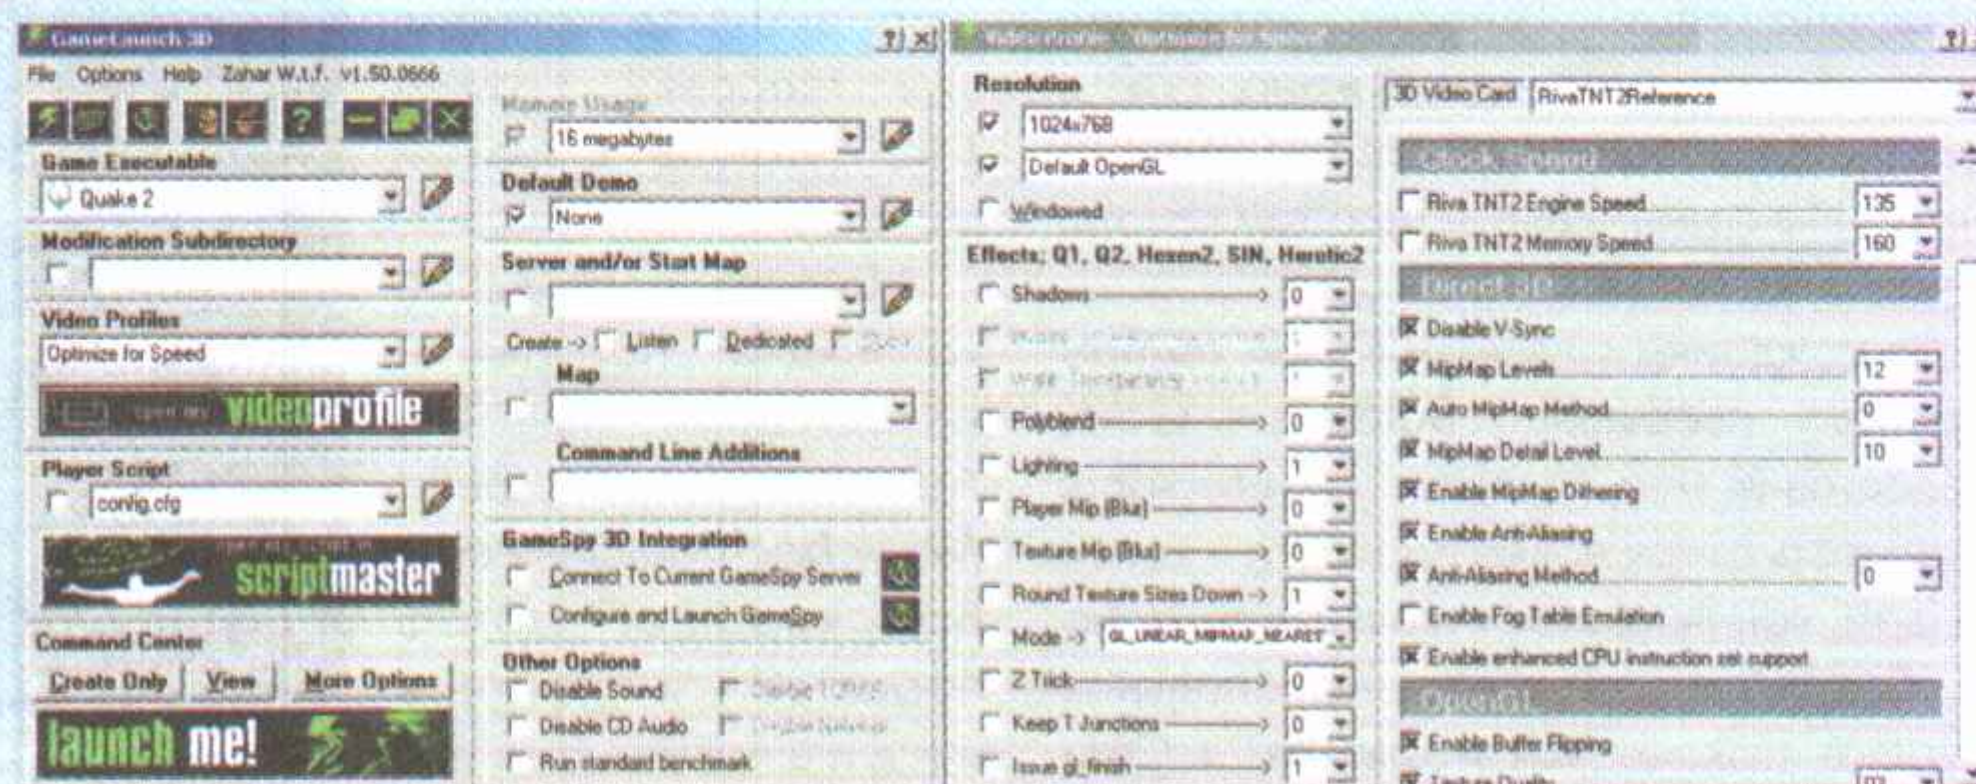 GameLaunch 3D
File Options Help Zahar W.t.f. v1.50.0666
Game Executable
Quake 2
Modification Subdirectory
Video Profiles
Optimize for Speed
videoprofile
Player Script
config.cfg
scriptmaster
Command Center
Create Only View More Options
launch me!
Memory Usage
16 megabytes
Default Demo
None
Server and/or Start Map
Create -> Listen Dedicated
Map
Command Line Additions
GameSpy 3D Integration
Connect To Current GameSpy Server
Configure and Launch GameSpy
Other Options
Disable Sound
Disable CD Audio
Run standard benchmark
Video Profile
Resolution
1024x768
Default OpenGL
Windowed
Effects; Q1, Q2, Hexen2, SIN, Heretic2
Shadows -> 0
Polyblend -> 0
Lighting -> 1
Player Mip (Blur) -> 0
Texture Mip (Blur) -> 0
Round Texture Sizes Down -> 1
Mode -> GL_LINEAR_MIPMAP_NEAREST
Z Trick -> 0
Keep T Junctions -> 0
Issue gl_finish -> 1
3D Video Card RivaTNT2Reference
Clock Speed
Riva TNT2 Engine Speed 135
Riva TNT2 Memory Speed 160
Direct 3D
Disable V-Sync
MipMap Levels 12
Auto MipMap Method 0
MipMap Detail Level 10
Enable MipMap Dithering
Enable Anti-Aliasing
Anti-Aliasing Method 0
Enable Fog Table Emulation
Enable enhanced CPU instruction set support
OpenGL
Enable Buffer Flipping
Texture Quality